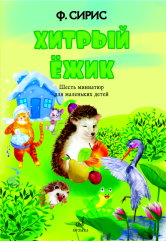 Ф. СИРИС
ХИТРЫЙ
ЁЖИК
Шесть миниатюр
для маленьких детей